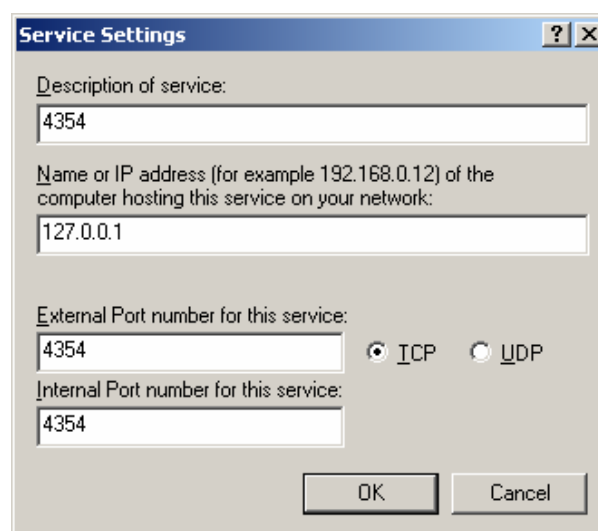 Service Settings
Description of service:
4354
Name or IP address (for example 192.168.0.12) of the
computer hosting this service on your network:
127.0.0.1
External Port number for this service:
4354
TCP
UDP
Internal Port number for this service:
4354
OK
Cancel